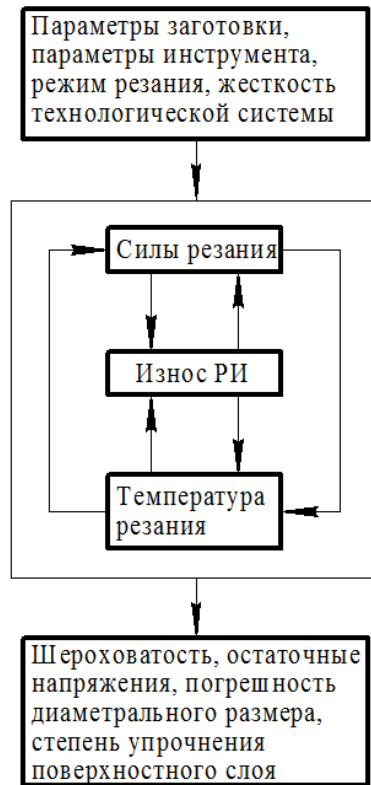 Параметры заготовки,
параметры инструмента,
режим резания, жесткость
технологической системы
Силы резания
Износ РИ
Температура
резания
Шероховатость, остаточные
напряжения, погрешность
диаметрального размера,
степень упрочнения
поверхностного слоя